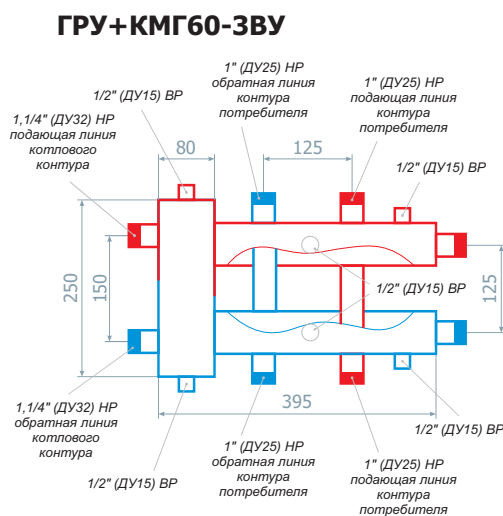 ГРУ+КМГ60-3ВУ
1" (ДУ25) НР
обратная линия
контура
потребителя
1" (ДУ25) НР
подающая линия
контура
потребителя
1/2" (ДУ15) ВР
1,1/4" (ДУ32) НР
подающая линия
котлового
контура
80
125
1/2" (ДУ15) ВР
250
150
1/2" (ДУ15) ВР
125
395
1,1/4" (ДУ32) НР
обратная линия
котлового
контура
1/2" (ДУ15) ВР
1/2" (ДУ15) ВР
1" (ДУ25) НР
обратная линия
контура
потребителя
1" (ДУ25) НР
подающая линия
контура
потребителя